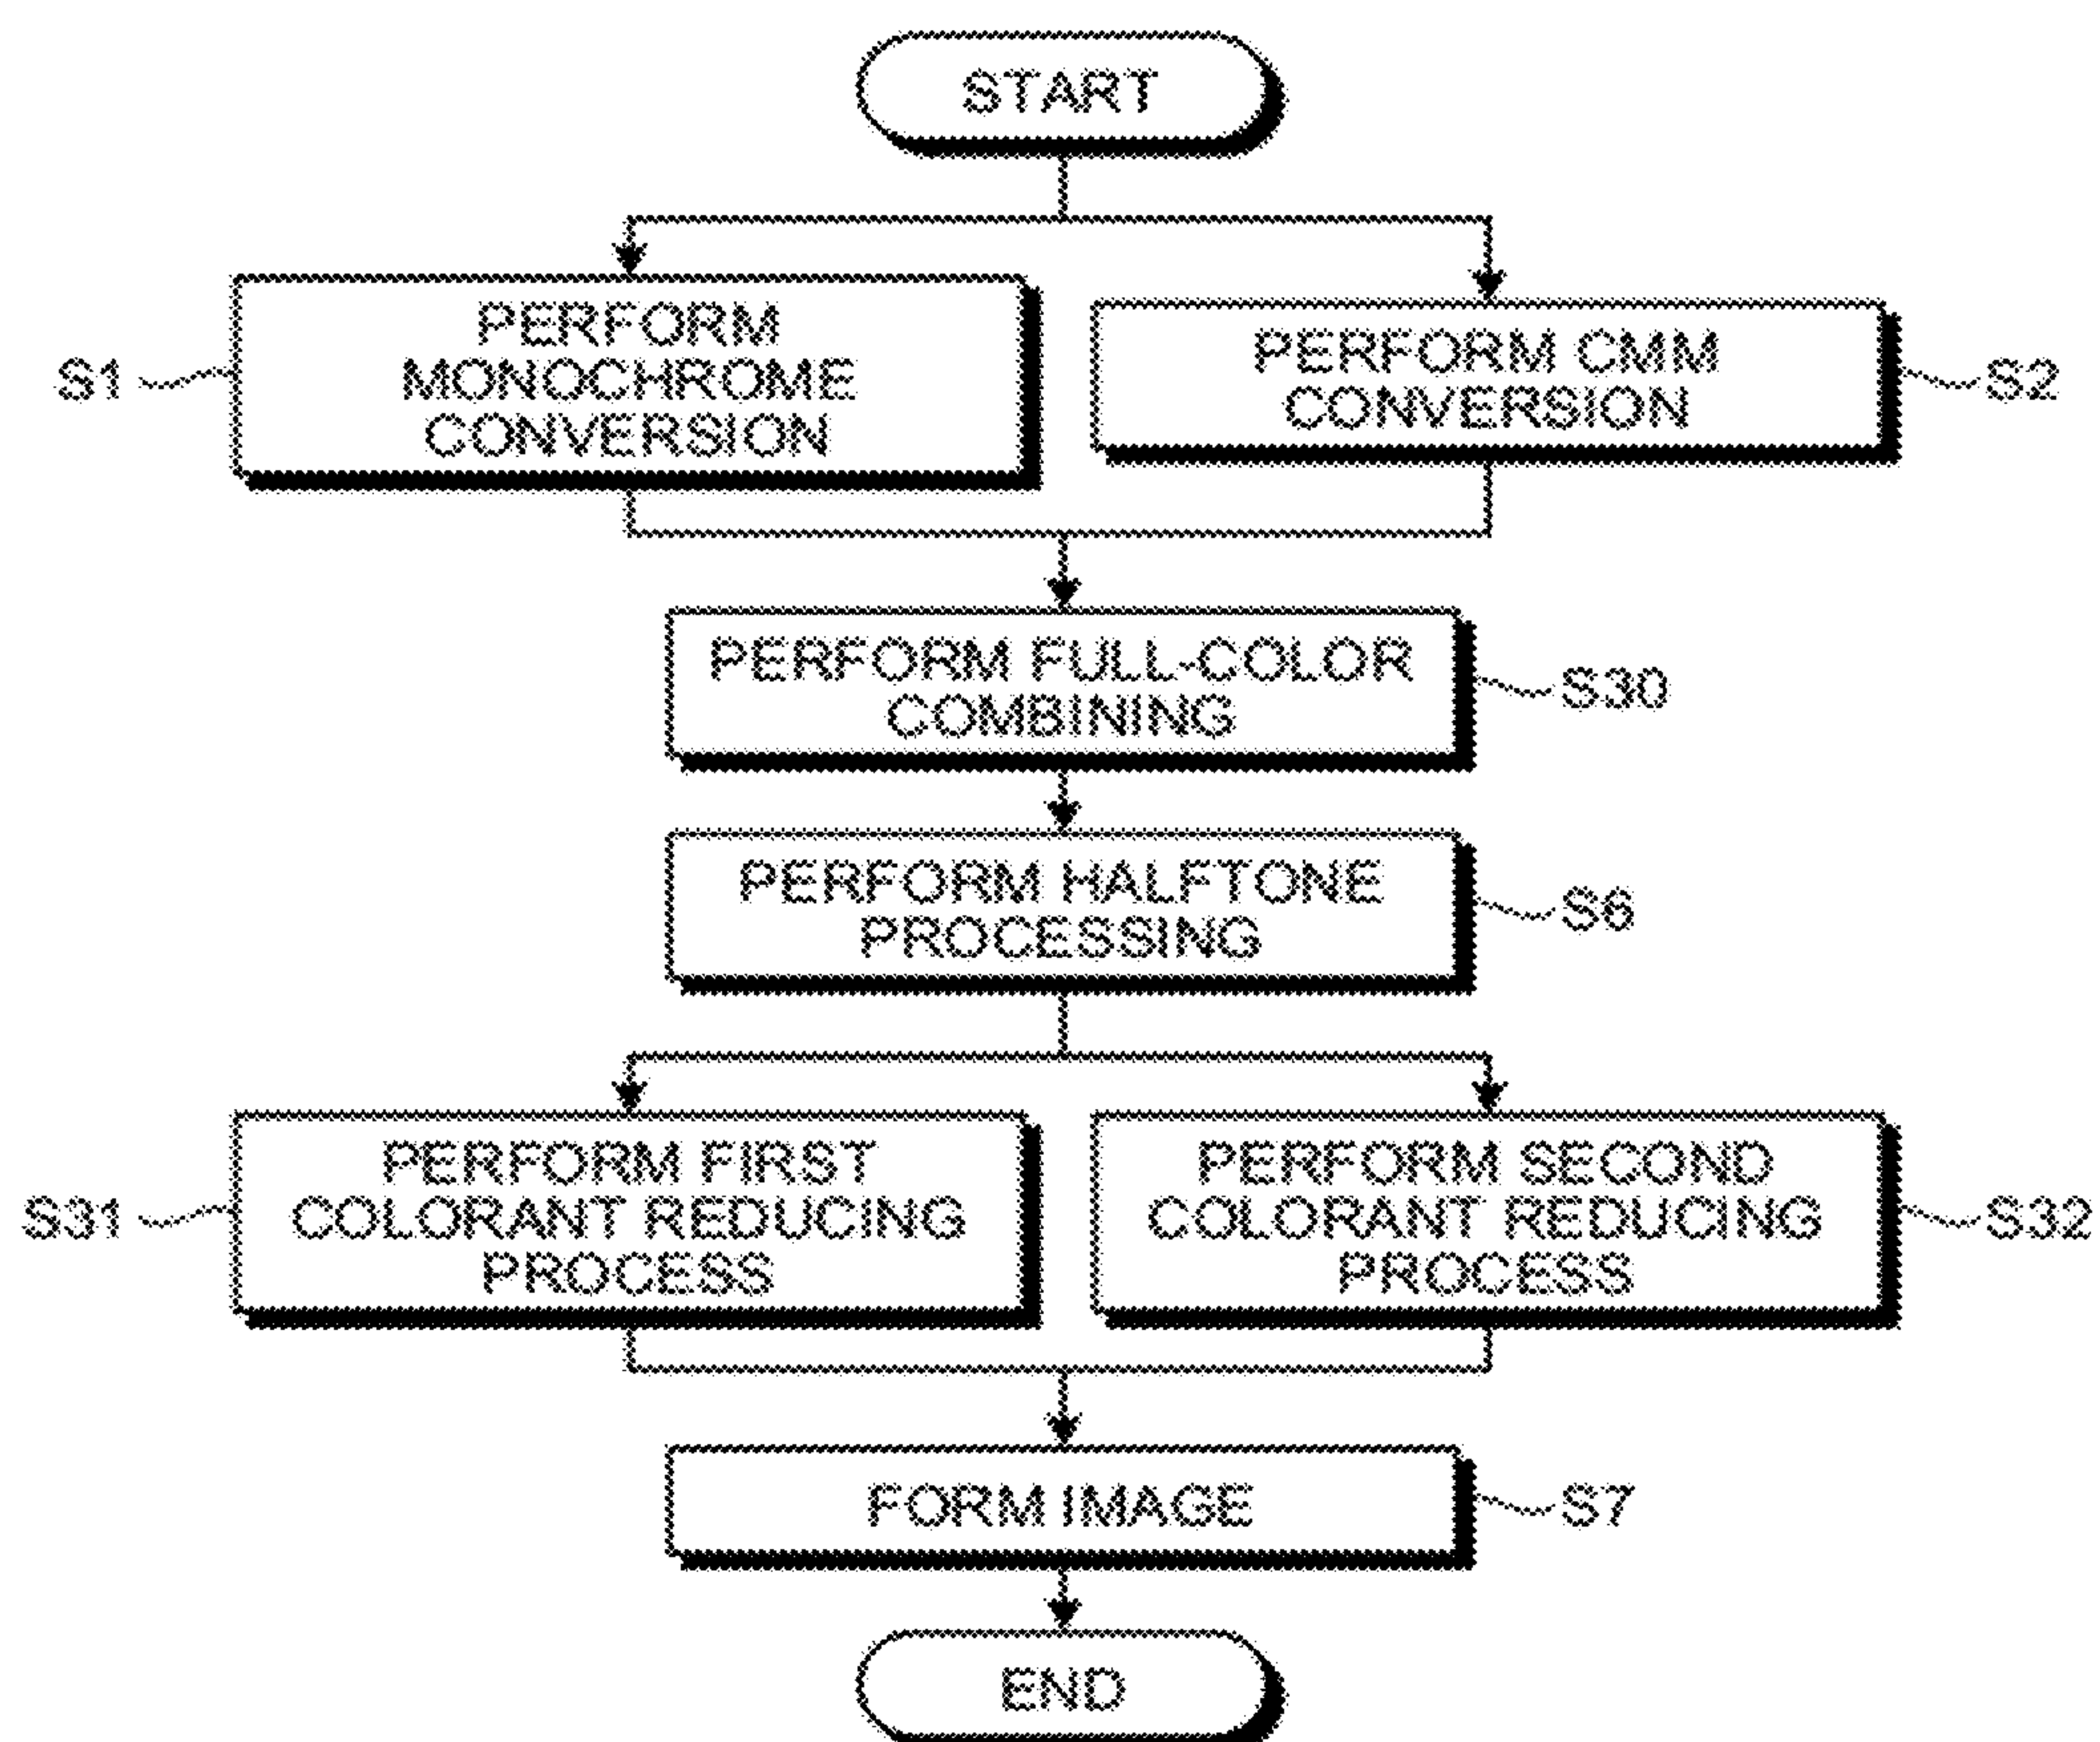 START
S1
PERFORM
MONOCHROME
CONVERSION
PERFORM CMM
CONVERSION
S2
PERFORM FULL-COLOR
COMBINING
S30
PERFORM HALFTONE
PROCESSING
S6
S31
PERFORM FIRST
COLORANT REDUCING
PROCESS
PERFORM SECOND
COLORANT REDUCING
PROCESS
S32
FORM IMAGE
S7
END